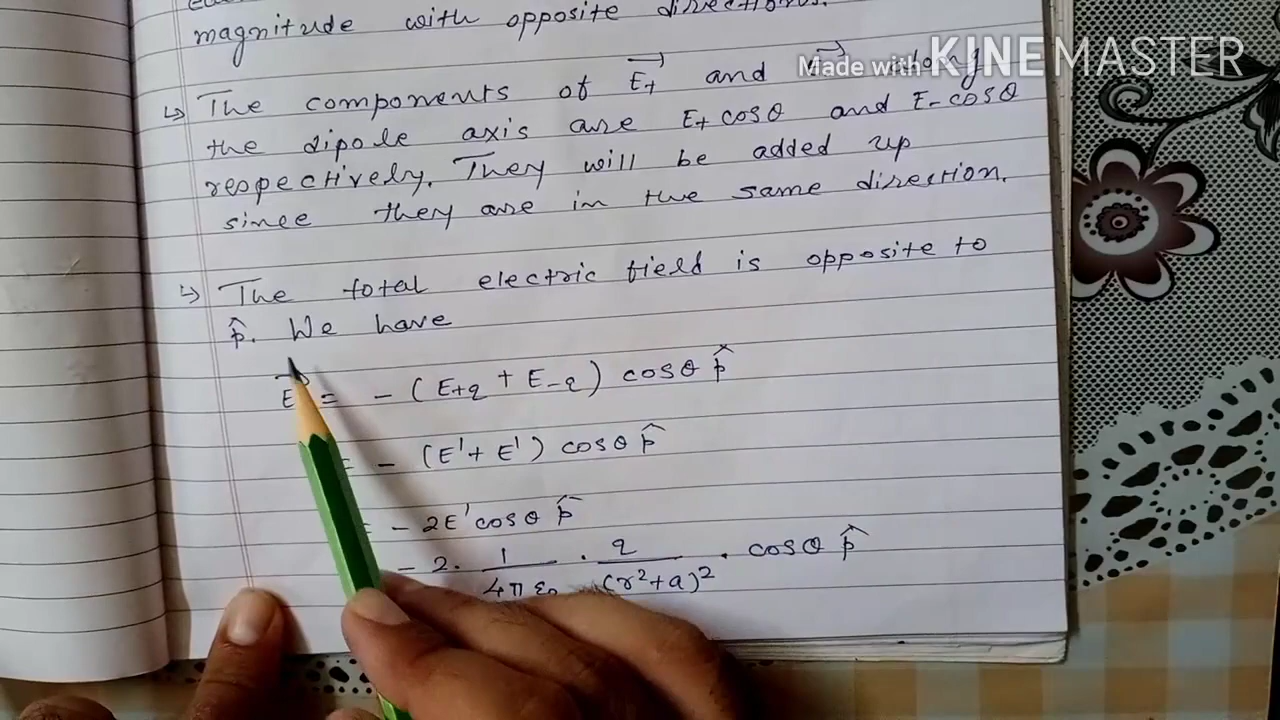 magnitude with opposite directions.
Made with KINEMASTER
↳ The components of E₊ and along
the dipole axis are E₊ cosθ and E₋ cosθ
respectively. They will be added up
since they are in the same direction.
↳ The total electric field is opposite to
p̂. We have
E = - (E₊q + E₋q) cosθ p̂
= - (E' + E') cosθ p̂
= - 2E' cosθ p̂
- 2 · 1/4πε₀ · q/(r²+a)² · cosθ p̂